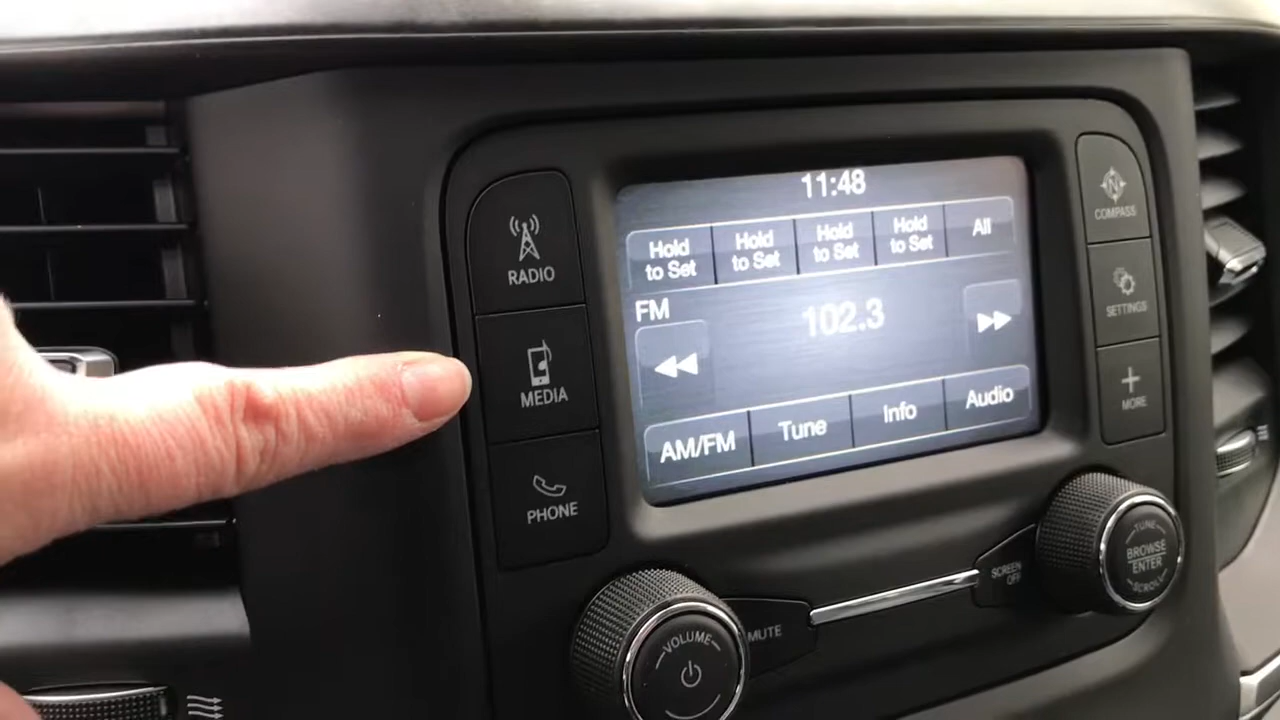 11:48
Hold
to Set
Hold
to Set
Hold
to Set
Hold
to Set
All
FM
102.3
AM/FM
Tune
Info
Audio
RADIO
MEDIA
PHONE
N
COMPASS
SETTINGS
MORE
VOLUME
MUTE
SCREEN
OFF
TUNE
BROWSE
ENTER
SCROLL